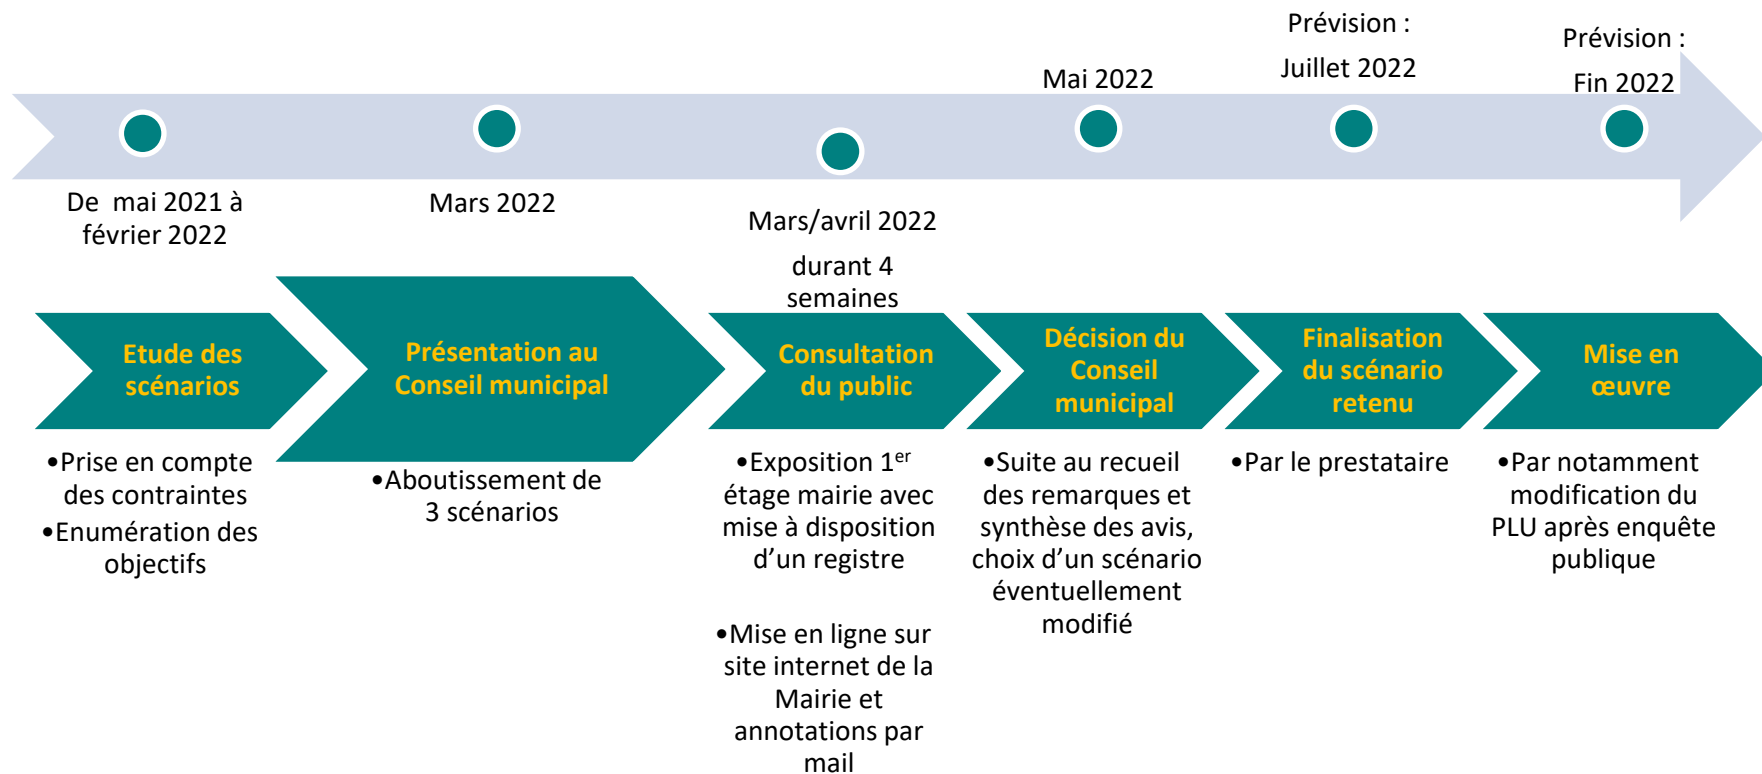 Prévision :
Juillet 2022
Prévision :
Fin 2022
Mai 2022
De  mai 2021 à
février 2022
Mars 2022
Mars/avril 2022
durant 4
semaines
Etude des
scénarios
Présentation au
Conseil municipal
Consultation
du public
Décision du
Conseil
municipal
Finalisation
du scénario
retenu
Mise en
œuvre
•Prise en compte
des contraintes
•Enumération des
objectifs
•Aboutissement de
3 scénarios
•Exposition 1er
étage mairie avec
mise à disposition
d’un registre
•Mise en ligne sur
site internet de la
Mairie et
annotations par
mail
•Suite au recueil
des remarques et
synthèse des avis,
choix d’un scénario
éventuellement
modifié
•Par le prestataire
•Par notamment
modification du
PLU après enquête
publique